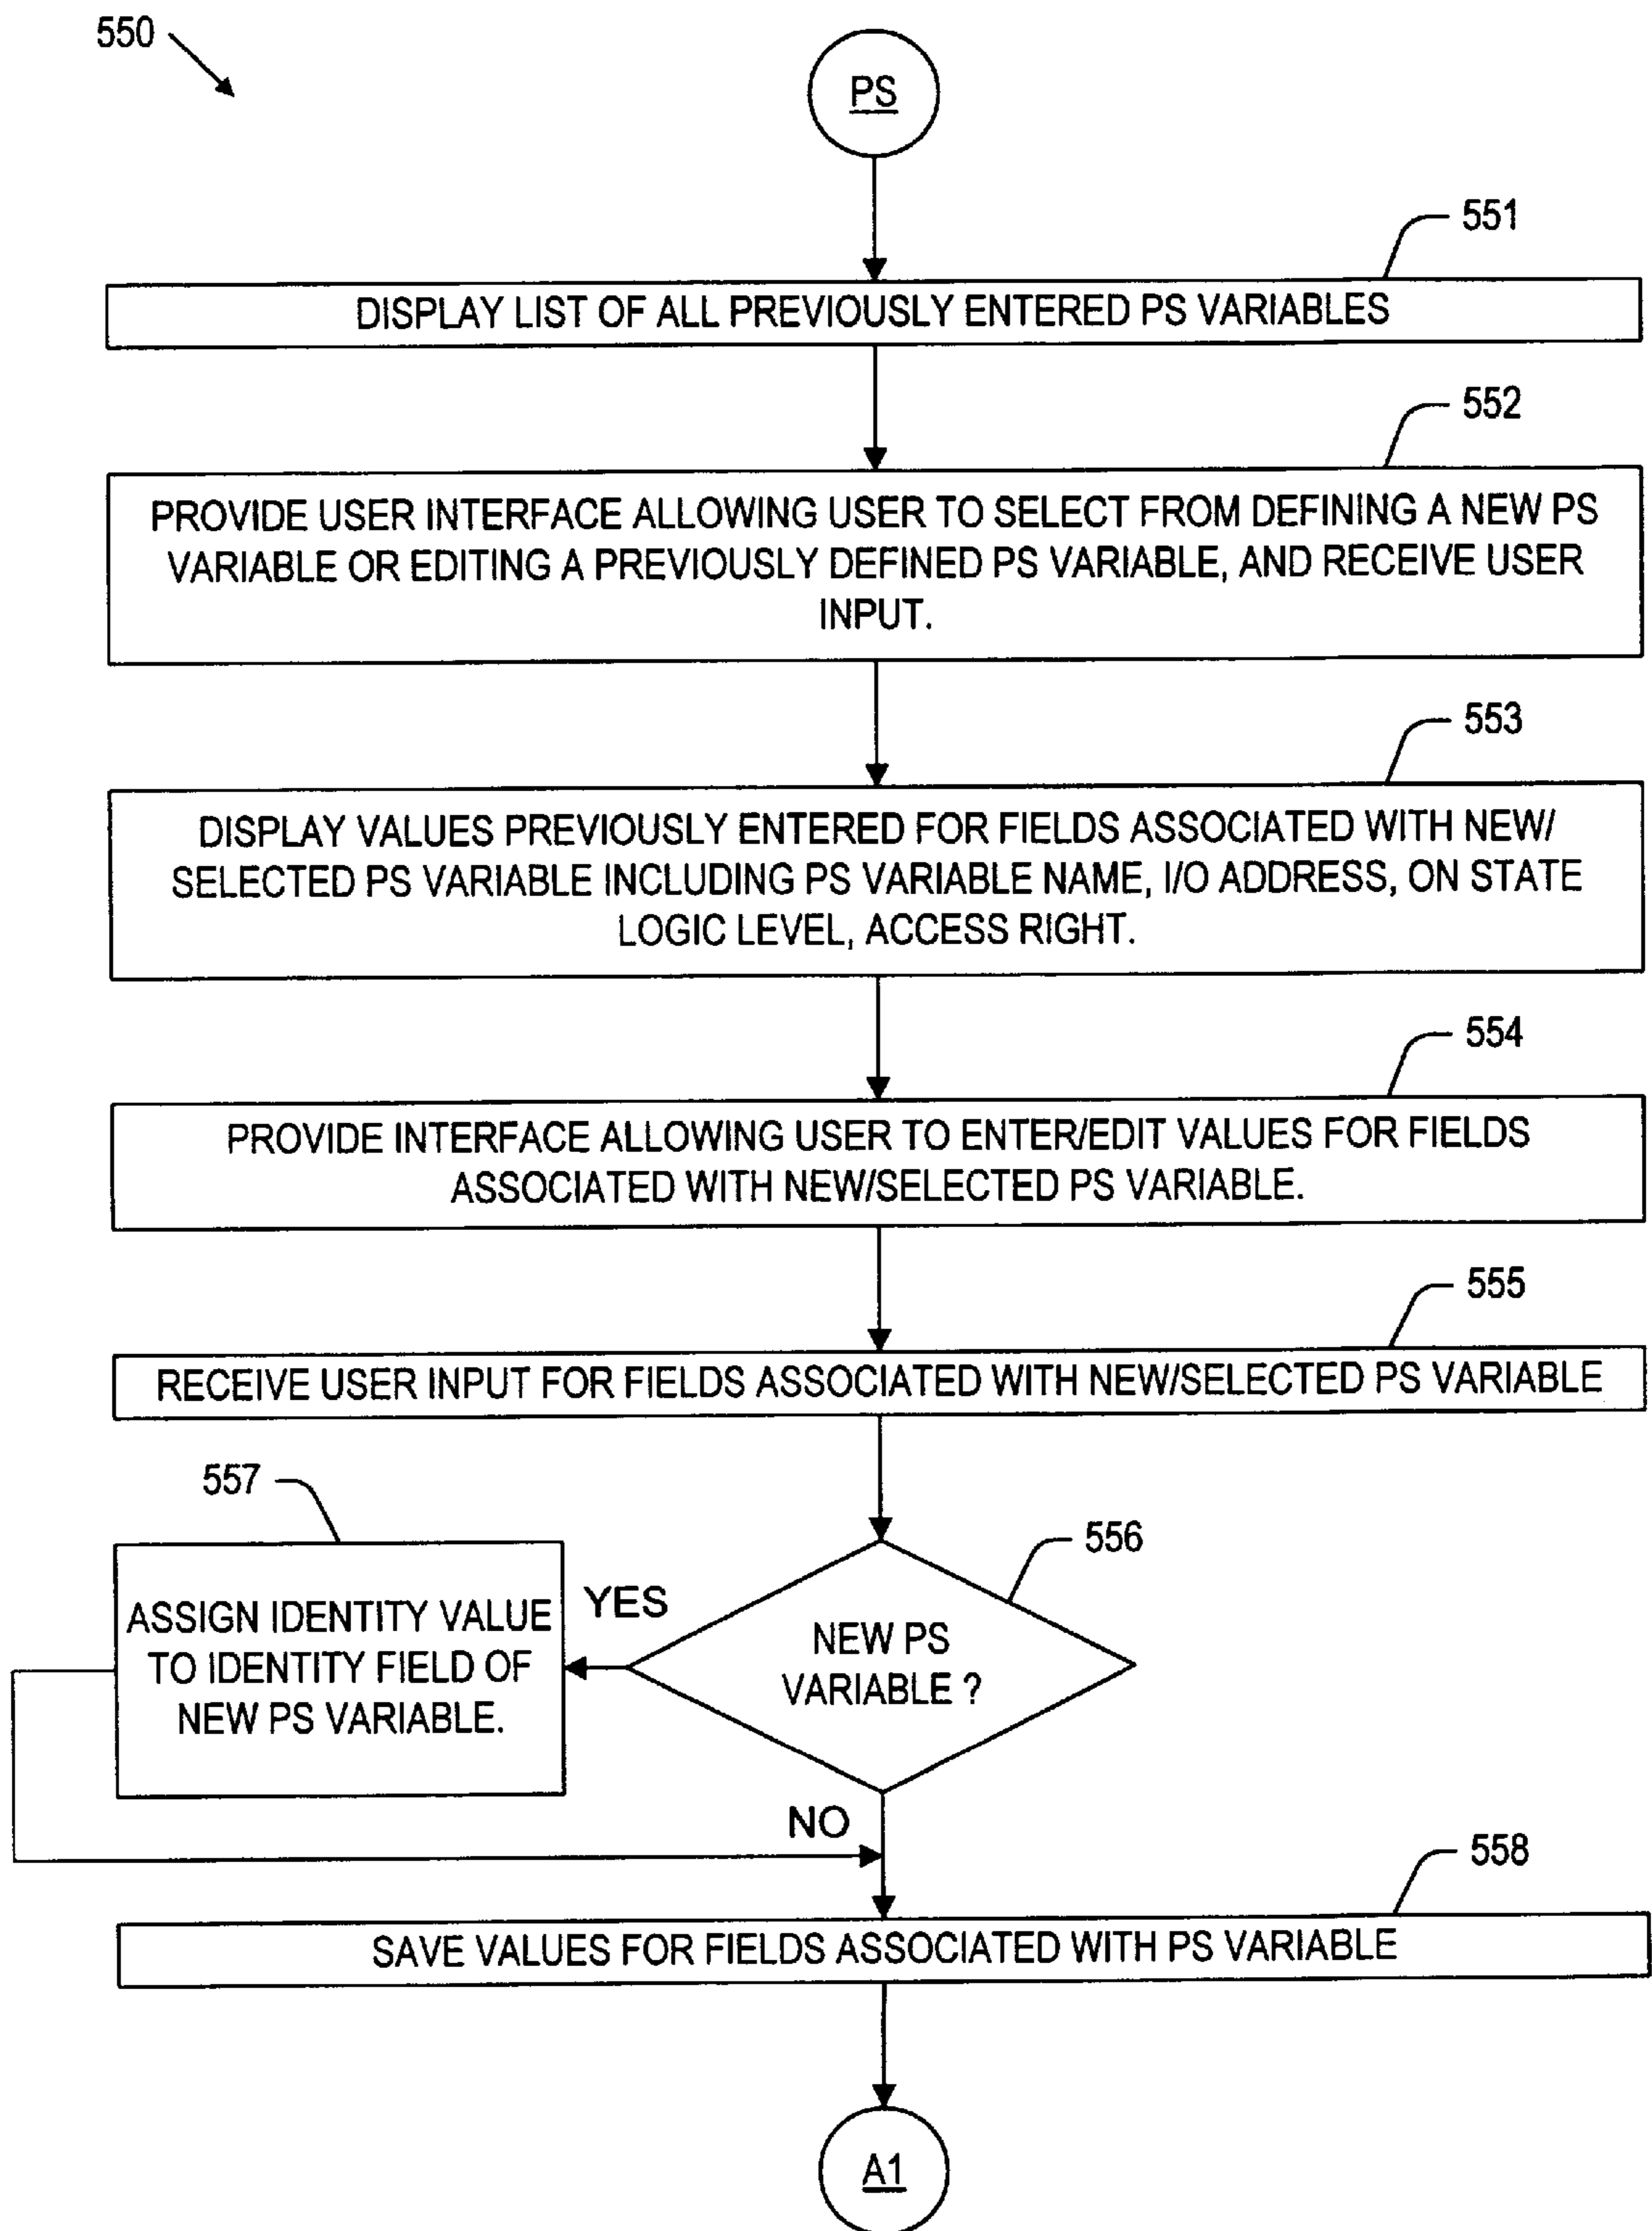 550
PS
551
DISPLAY LIST OF ALL PREVIOUSLY ENTERED PS VARIABLES
552
PROVIDE USER INTERFACE ALLOWING USER TO SELECT FROM DEFINING A NEW PS
VARIABLE OR EDITING A PREVIOUSLY DEFINED PS VARIABLE, AND RECEIVE USER
INPUT.
553
DISPLAY VALUES PREVIOUSLY ENTERED FOR FIELDS ASSOCIATED WITH NEW/
SELECTED PS VARIABLE INCLUDING PS VARIABLE NAME, I/O ADDRESS, ON STATE
LOGIC LEVEL, ACCESS RIGHT.
554
PROVIDE INTERFACE ALLOWING USER TO ENTER/EDIT VALUES FOR FIELDS
ASSOCIATED WITH NEW/SELECTED PS VARIABLE.
555
RECEIVE USER INPUT FOR FIELDS ASSOCIATED WITH NEW/SELECTED PS VARIABLE
557
556
ASSIGN IDENTITY VALUE
TO IDENTITY FIELD OF
NEW PS VARIABLE.
YES
NEW PS
VARIABLE ?
NO
558
SAVE VALUES FOR FIELDS ASSOCIATED WITH PS VARIABLE
A1